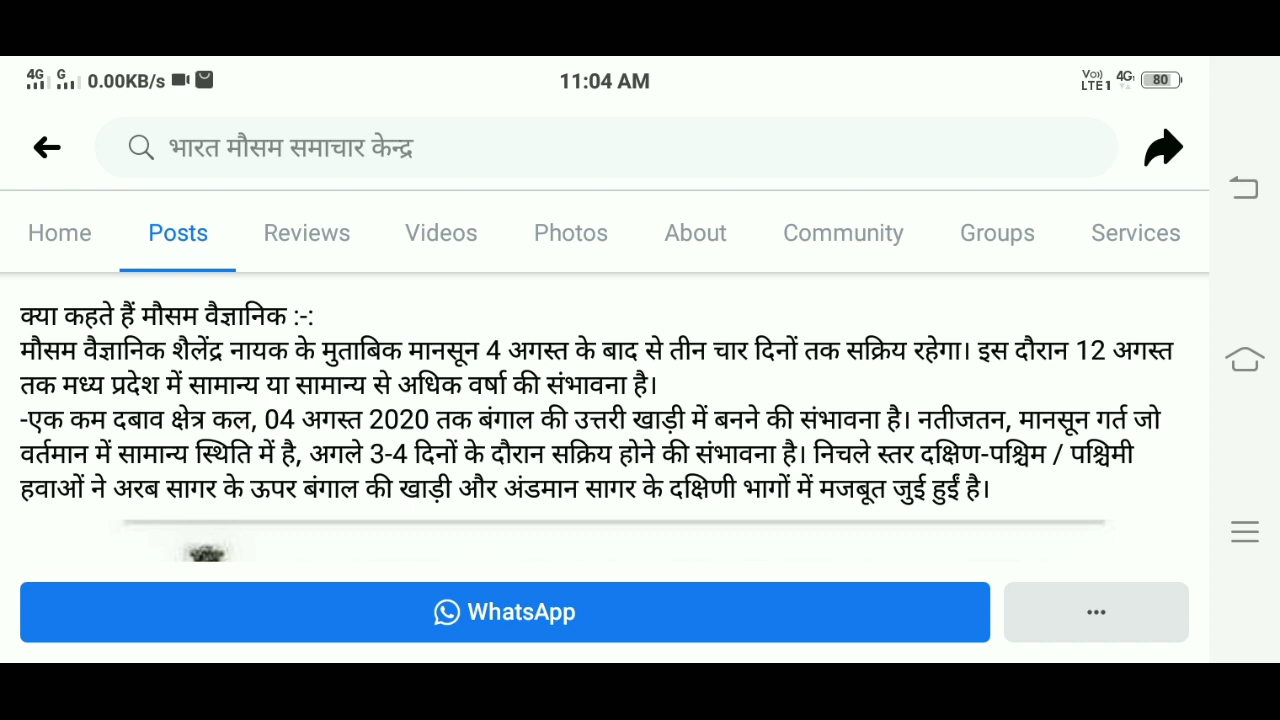 4G G 0.00KB/s 11:04 AM VoLTE1 4G 80
भारत मौसम समाचार केन्द्र
Home Posts Reviews Videos Photos About Community Groups Services
क्या कहते हैं मौसम वैज्ञानिक :-:
मौसम वैज्ञानिक शैलेंद्र नायक के मुताबिक मानसून 4 अगस्त के बाद से तीन चार दिनों तक सक्रिय रहेगा। इस दौरान 12 अगस्त
तक मध्य प्रदेश में सामान्य या सामान्य से अधिक वर्षा की संभावना है।
-एक कम दबाव क्षेत्र कल, 04 अगस्त 2020 तक बंगाल की उत्तरी खाड़ी में बनने की संभावना है। नतीजतन, मानसून गर्त जो
वर्तमान में सामान्य स्थिति में है, अगले 3-4 दिनों के दौरान सक्रिय होने की संभावना है। निचले स्तर दक्षिण-पश्चिम / पश्चिमी
हवाओं ने अरब सागर के ऊपर बंगाल की खाड़ी और अंडमान सागर के दक्षिणी भागों में मजबूत जुई हुईं है।
WhatsApp ...